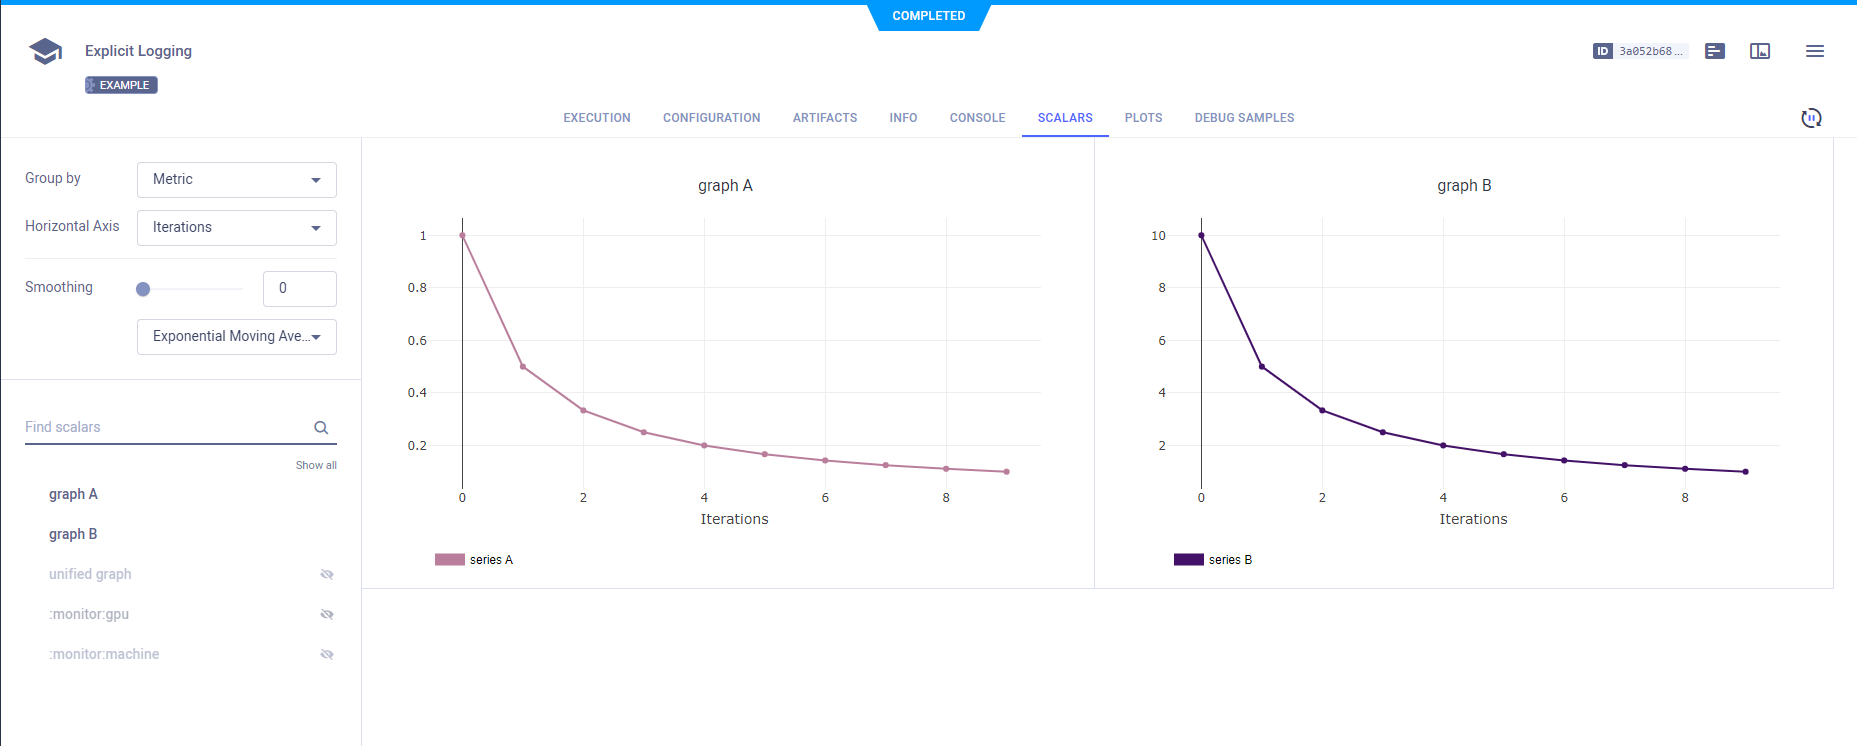 COMPLETED
Explicit Logging
EXAMPLE
ID 3a052b68...
EXECUTION CONFIGURATION ARTIFACTS INFO CONSOLE SCALARS PLOTS DEBUG SAMPLES
Group by Metric
Horizontal Axis Iterations
Smoothing 0
Exponential Moving Ave...
Find scalars
Show all
graph A
graph B
unified graph
:monitor:gpu
:monitor:machine
graph A
1
0.8
0.6
0.4
0.2
0 2 4 6 8
Iterations
series A
graph B
10
8
6
4
2
0 2 4 6 8
Iterations
series B